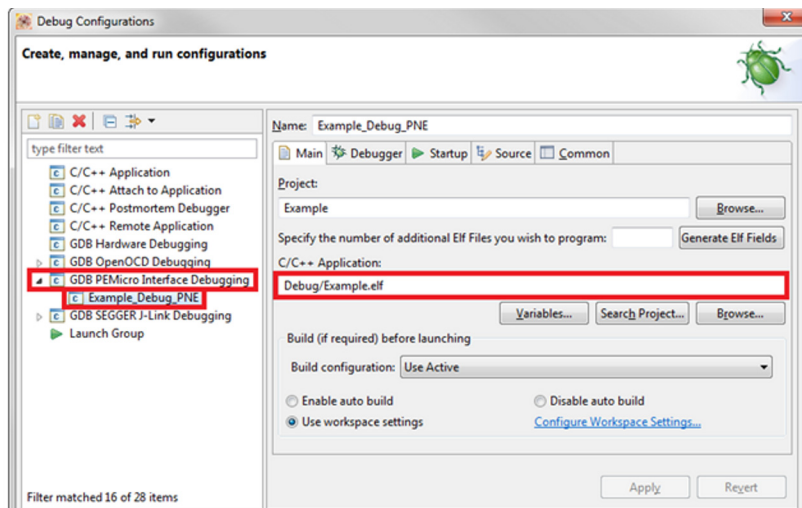 Debug Configurations
Create, manage, and run configurations
type filter text
C/C++ Application
C/C++ Attach to Application
C/C++ Postmortem Debugger
C/C++ Remote Application
GDB Hardware Debugging
GDB OpenOCD Debugging
GDB PEMicro Interface Debugging
Example_Debug_PNE
GDB SEGGER J-Link Debugging
Launch Group
Filter matched 16 of 28 items
Name: Example_Debug_PNE
Main Debugger Startup Source Common
Project:
Example Browse...
Specify the number of additional Elf Files you wish to program: Generate Elf Fields
C/C++ Application:
Debug/Example.elf
Variables... Search Project... Browse...
Build (if required) before launching
Build configuration: Use Active
Enable auto build Disable auto build
Use workspace settings Configure Workspace Settings...
Apply Revert